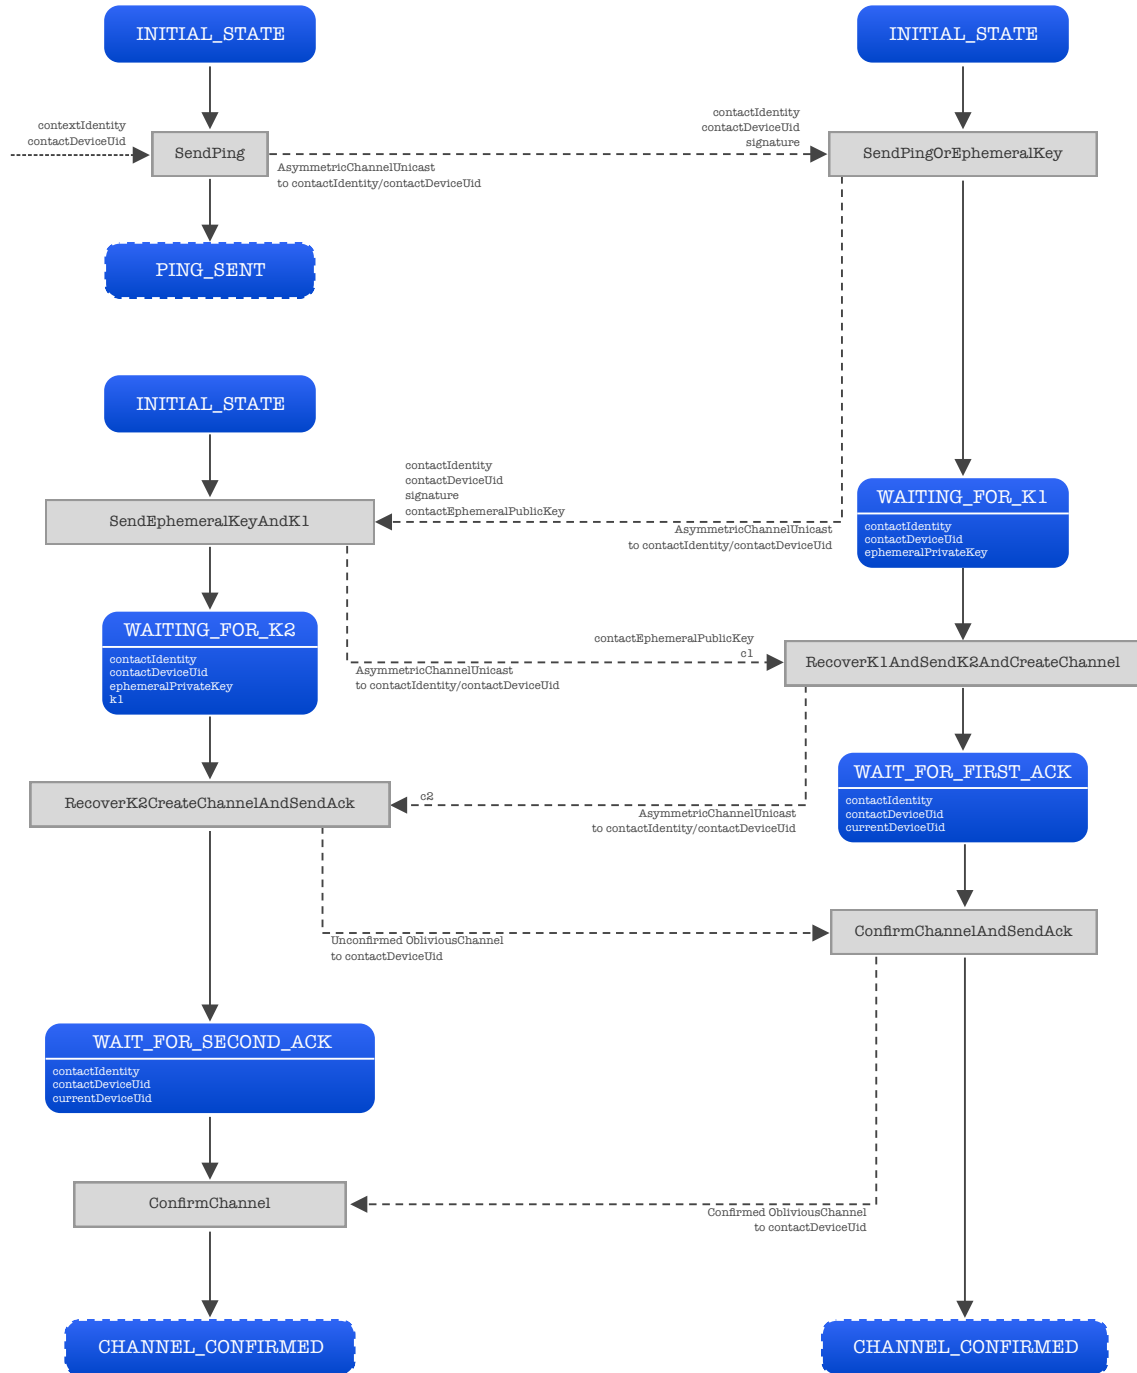 INITIAL_STATE
INITIAL_STATE
contextIdentity
contactDeviceUid
SendPing
AsymmetricChannelUnicast
to contactIdentity/contactDeviceUid
contactIdentity
contactDeviceUid
signature
SendPingOrEphemeralKey
PING_SENT
INITIAL_STATE
SendEphemeralKeyAndK1
contactIdentity
contactDeviceUid
signature
contactEphemeralPublicKey
AsymmetricChannelUnicast
to contactIdentity/contactDeviceUid
WAITING_FOR_K1
contactIdentity
contactDeviceUid
ephemeralPrivateKey
WAITING_FOR_K2
contactIdentity
contactDeviceUid
ephemeralPrivateKey
k1
AsymmetricChannelUnicast
to contactIdentity/contactDeviceUid
contactEphemeralPublicKey
c1
RecoverK1AndSendK2AndCreateChannel
RecoverK2CreateChannelAndSendAck
c2
AsymmetricChannelUnicast
to contactIdentity/contactDeviceUid
WAIT_FOR_FIRST_ACK
contactIdentity
contactDeviceUid
currentDeviceUid
Unconfirmed ObliviousChannel
to contactDeviceUid
ConfirmChannelAndSendAck
WAIT_FOR_SECOND_ACK
contactIdentity
contactDeviceUid
currentDeviceUid
ConfirmChannel
Confirmed ObliviousChannel
to contactDeviceUid
CHANNEL_CONFIRMED
CHANNEL_CONFIRMED